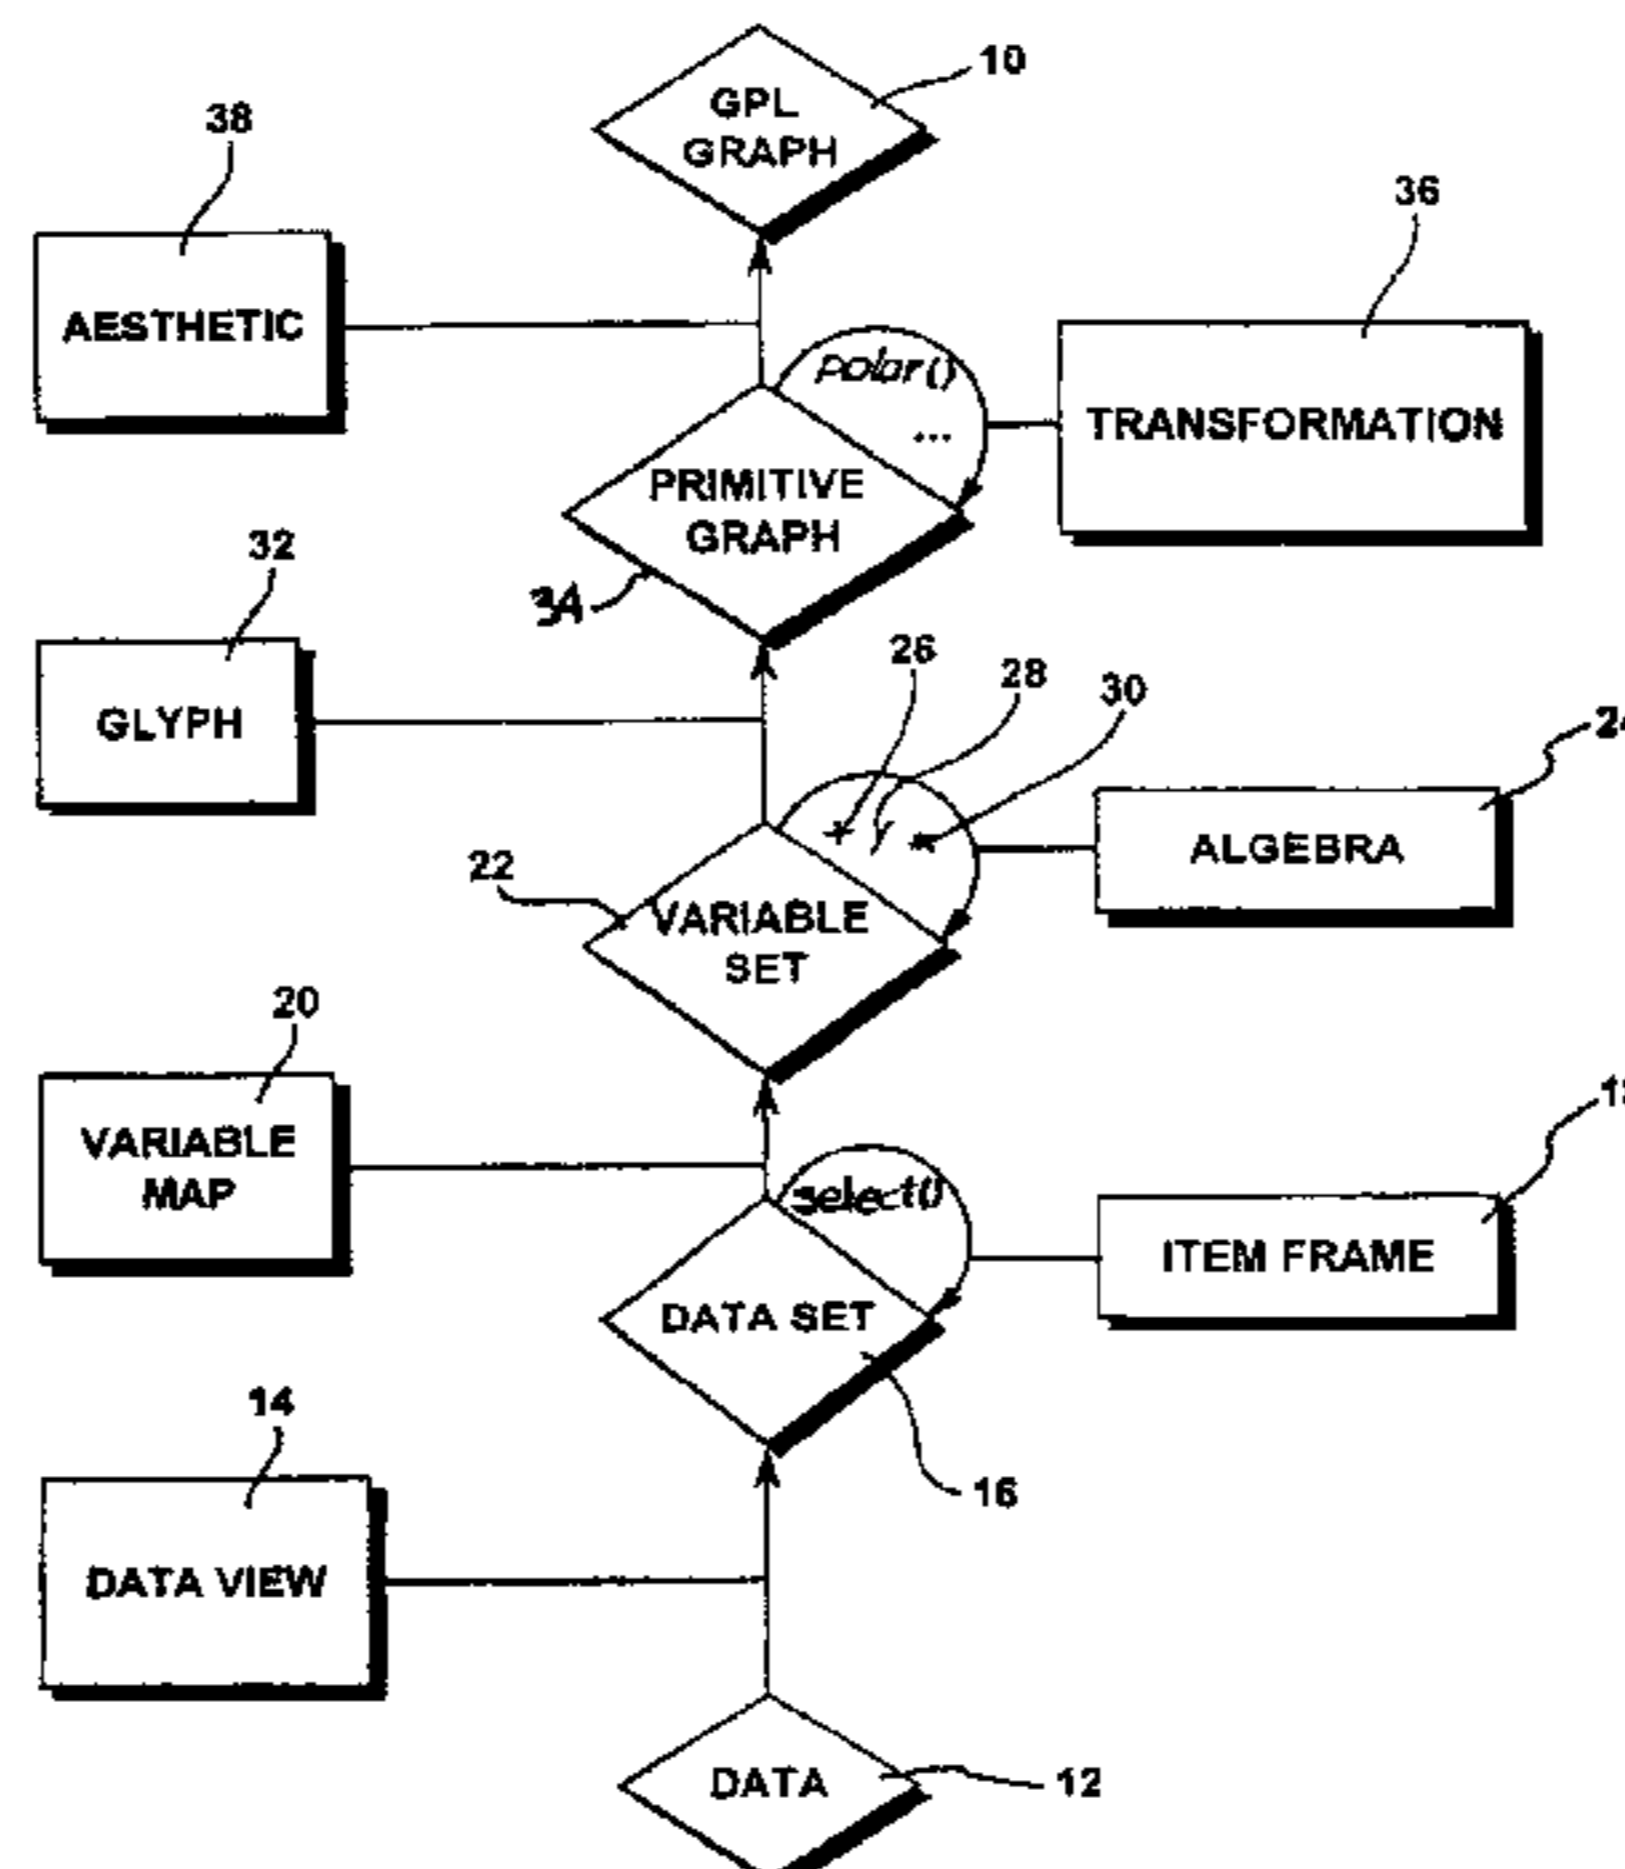 10
GPL
GRAPH
38
36
AESTHETIC
polar()
...
TRANSFORMATION
PRIMITIVE
GRAPH
32
34
26
28
30
GLYPH
+
/
*
ALGEBRA
22
VARIABLE
SET
20
VARIABLE
MAP
select()
ITEM FRAME
DATA SET
14
16
DATA VIEW
DATA
12